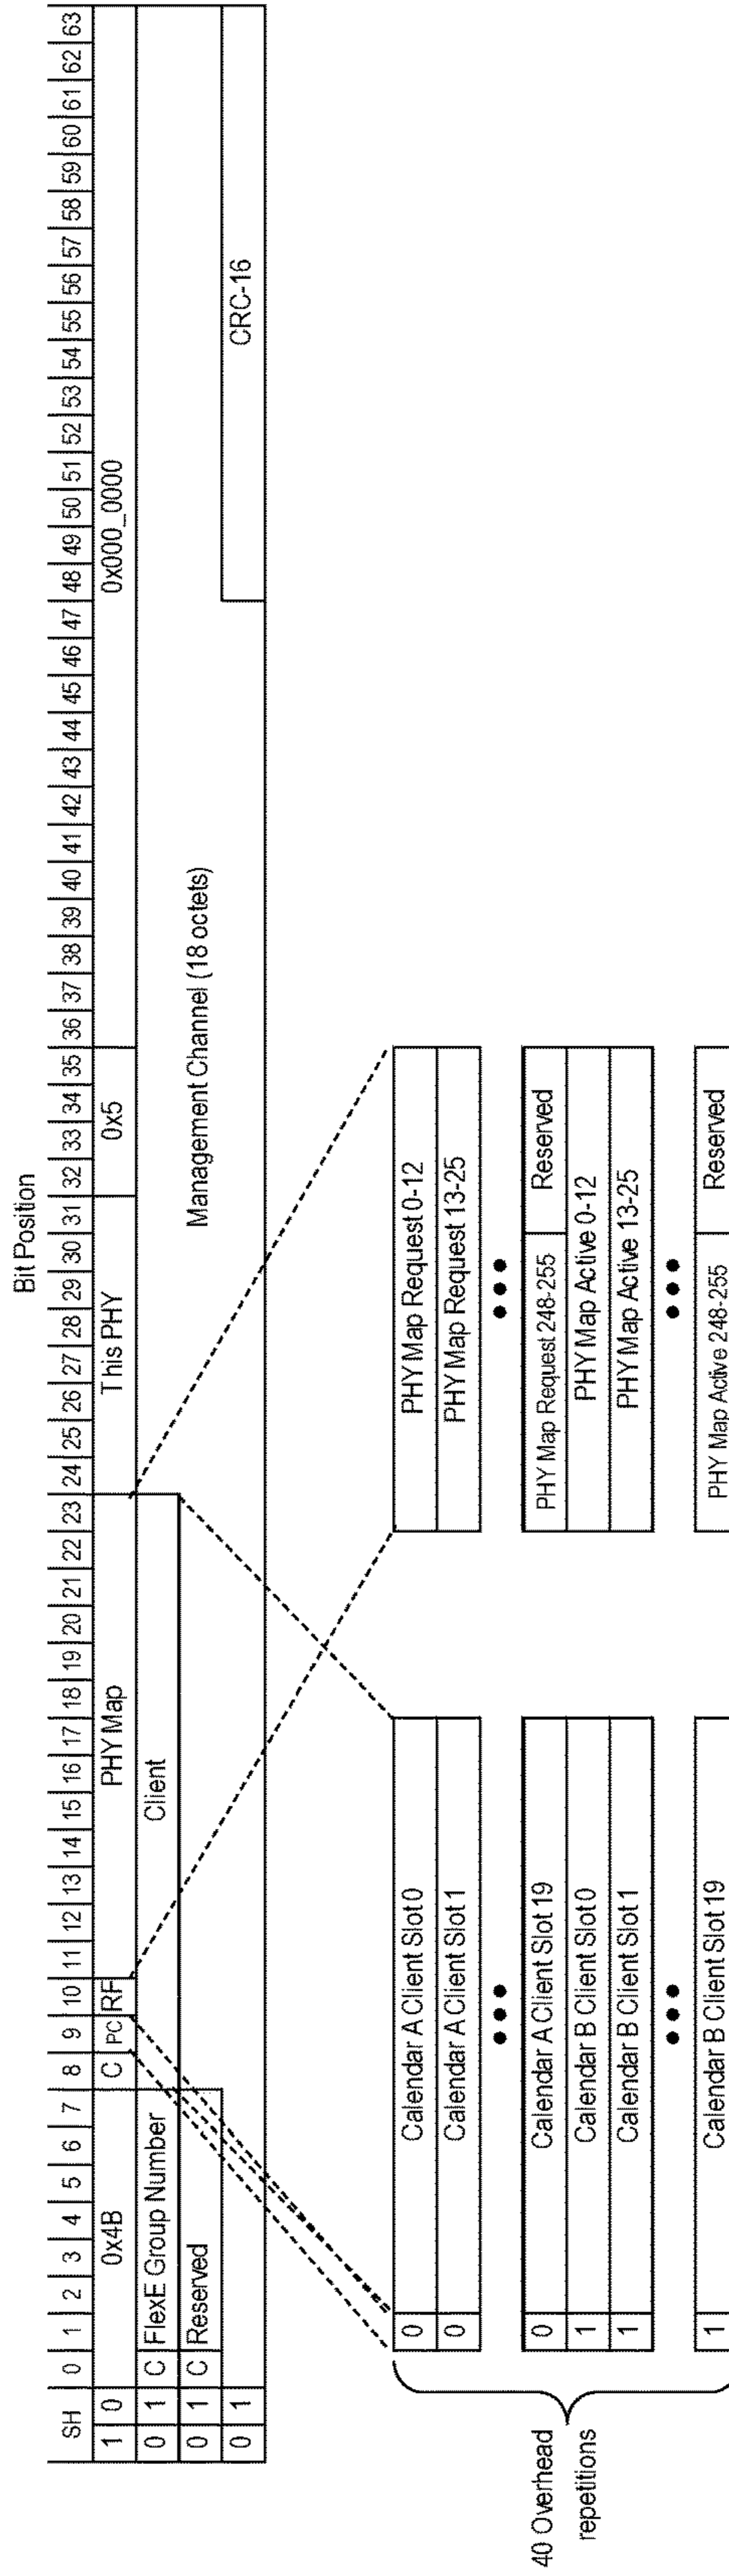 Bit Position
SH 0 1 2 3 4 5 6 7 8 9 10 11 12 13 14 15 16 17 18 19 20 21 22 23 24 25 26 27 28 29 30 31 32 33 34 35 36 37 38 39 40 41 42 43 44 45 46 47 48 49 50 51 52 53 54 55 56 57 58 59 60 61 62 63
1 0 0x4B C PC RF PHY Map This PHY 0x5 0x000_0000
0 1 C FlexE Group Number Client
0 1 C Reserved Management Channel (18 octets)
0 1 CRC-16
0 Calendar A Client Slot 0 PHY Map Request 0-12
0 Calendar A Client Slot 1 PHY Map Request 13-25
0 Calendar A Client Slot 19 PHY Map Request 248-255 Reserved
1 Calendar B Client Slot 0 PHY Map Active 0-12
1 Calendar B Client Slot 1 PHY Map Active 13-25
1 Calendar B Client Slot 19 PHY Map Active 248-255 Reserved
40 Overhead
repetitions